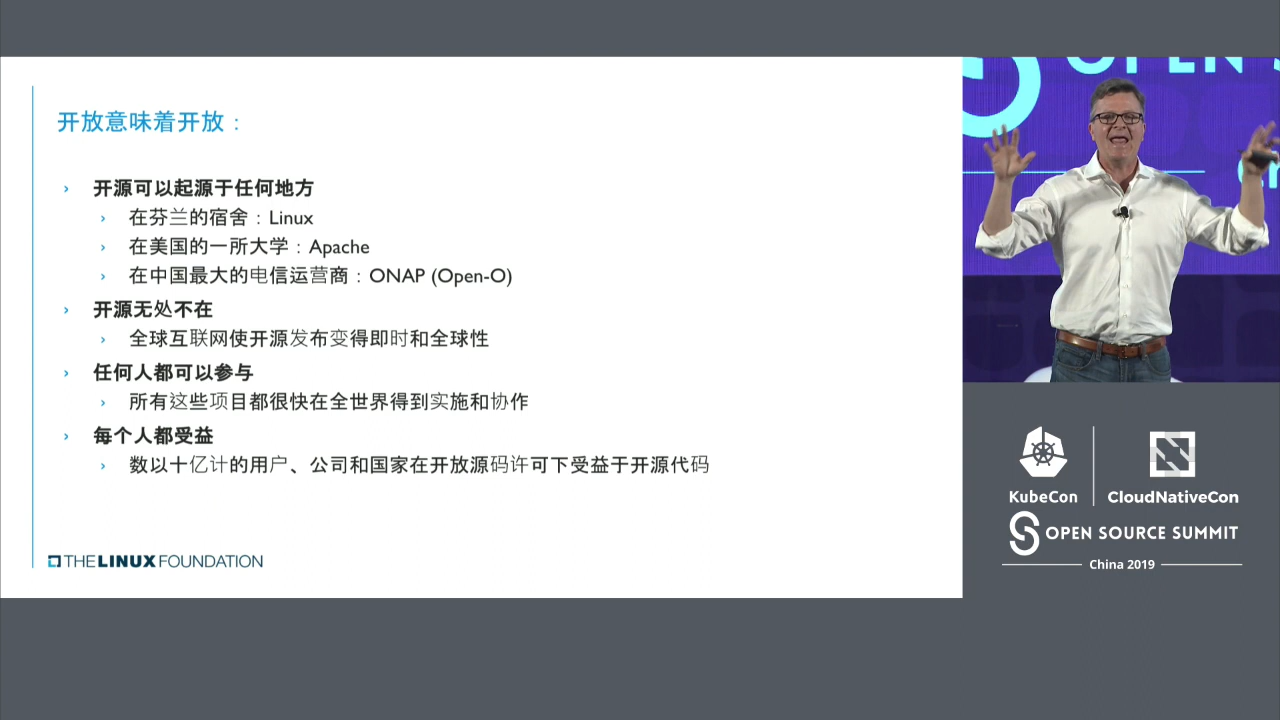 开放意味着开放：
开源可以起源于任何地方
在芬兰的宿舍：Linux
在美国的一所大学：Apache
在中国最大的电信运营商：ONAP (Open-O)
开源无处不在
全球互联网使开源发布变得即时和全球性
任何人都可以参与
所有这些项目都很快在全世界得到实施和协作
每个人都受益
数以十亿计的用户、公司和国家在开放源码许可下受益于开源代码
THE LINUX FOUNDATION
OPEN S
KubeCon
CloudNativeCon
OPEN SOURCE SUMMIT
China 2019